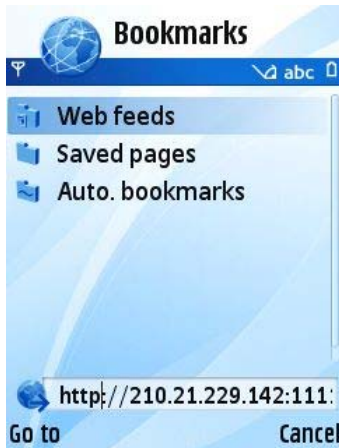 Bookmarks
abc
Web feeds
Saved pages
Auto. bookmarks
http://210.21.229.142:111:
Go to Cancel